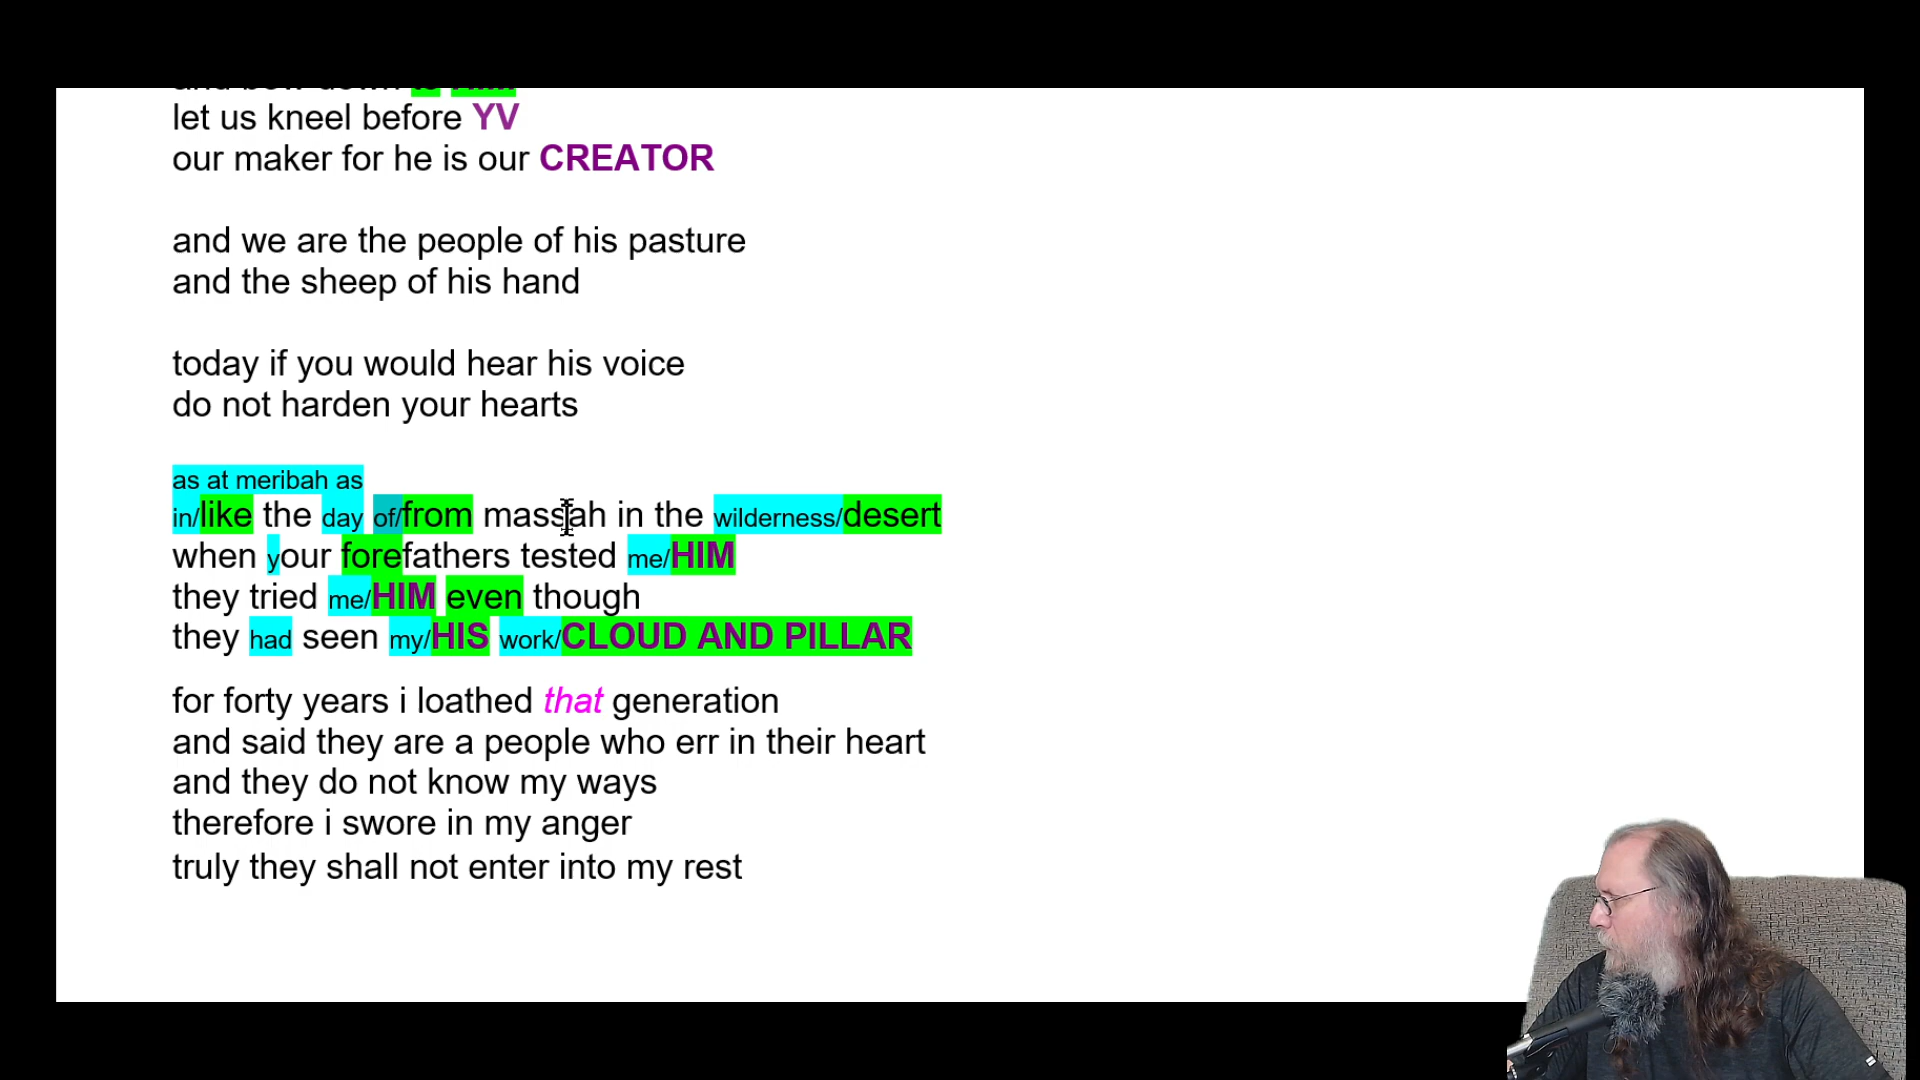 let us kneel before YV
our maker for he is our CREATOR
and we are the people of his pasture
and the sheep of his hand
today if you would hear his voice
do not harden your hearts
as at meribah as
in/like the day of/from massah in the wilderness/desert
when your forefathers tested me/HIM
they tried me/HIM even though
they had seen my/HIS work/CLOUD AND PILLAR
for forty years i loathed that generation
and said they are a people who err in their heart
and they do not know my ways
therefore i swore in my anger
truly they shall not enter into my rest